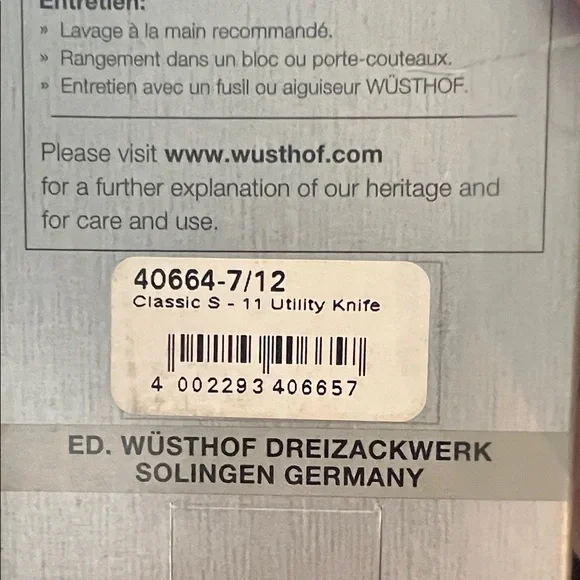 Entretien:
» Lavage à la main recommandé.
» Rangement dans un bloc ou porte-couteaux.
» Entretien avec un fusil ou aiguiseur WÜSTHOF.
Please visit www.wusthof.com
for a further explanation of our heritage and
for care and use.
40664-7/12
Classic S - 11 Utility Knife
4 002293 406657
ED. WÜSTHOF DREIZACKWERK
SOLINGEN GERMANY